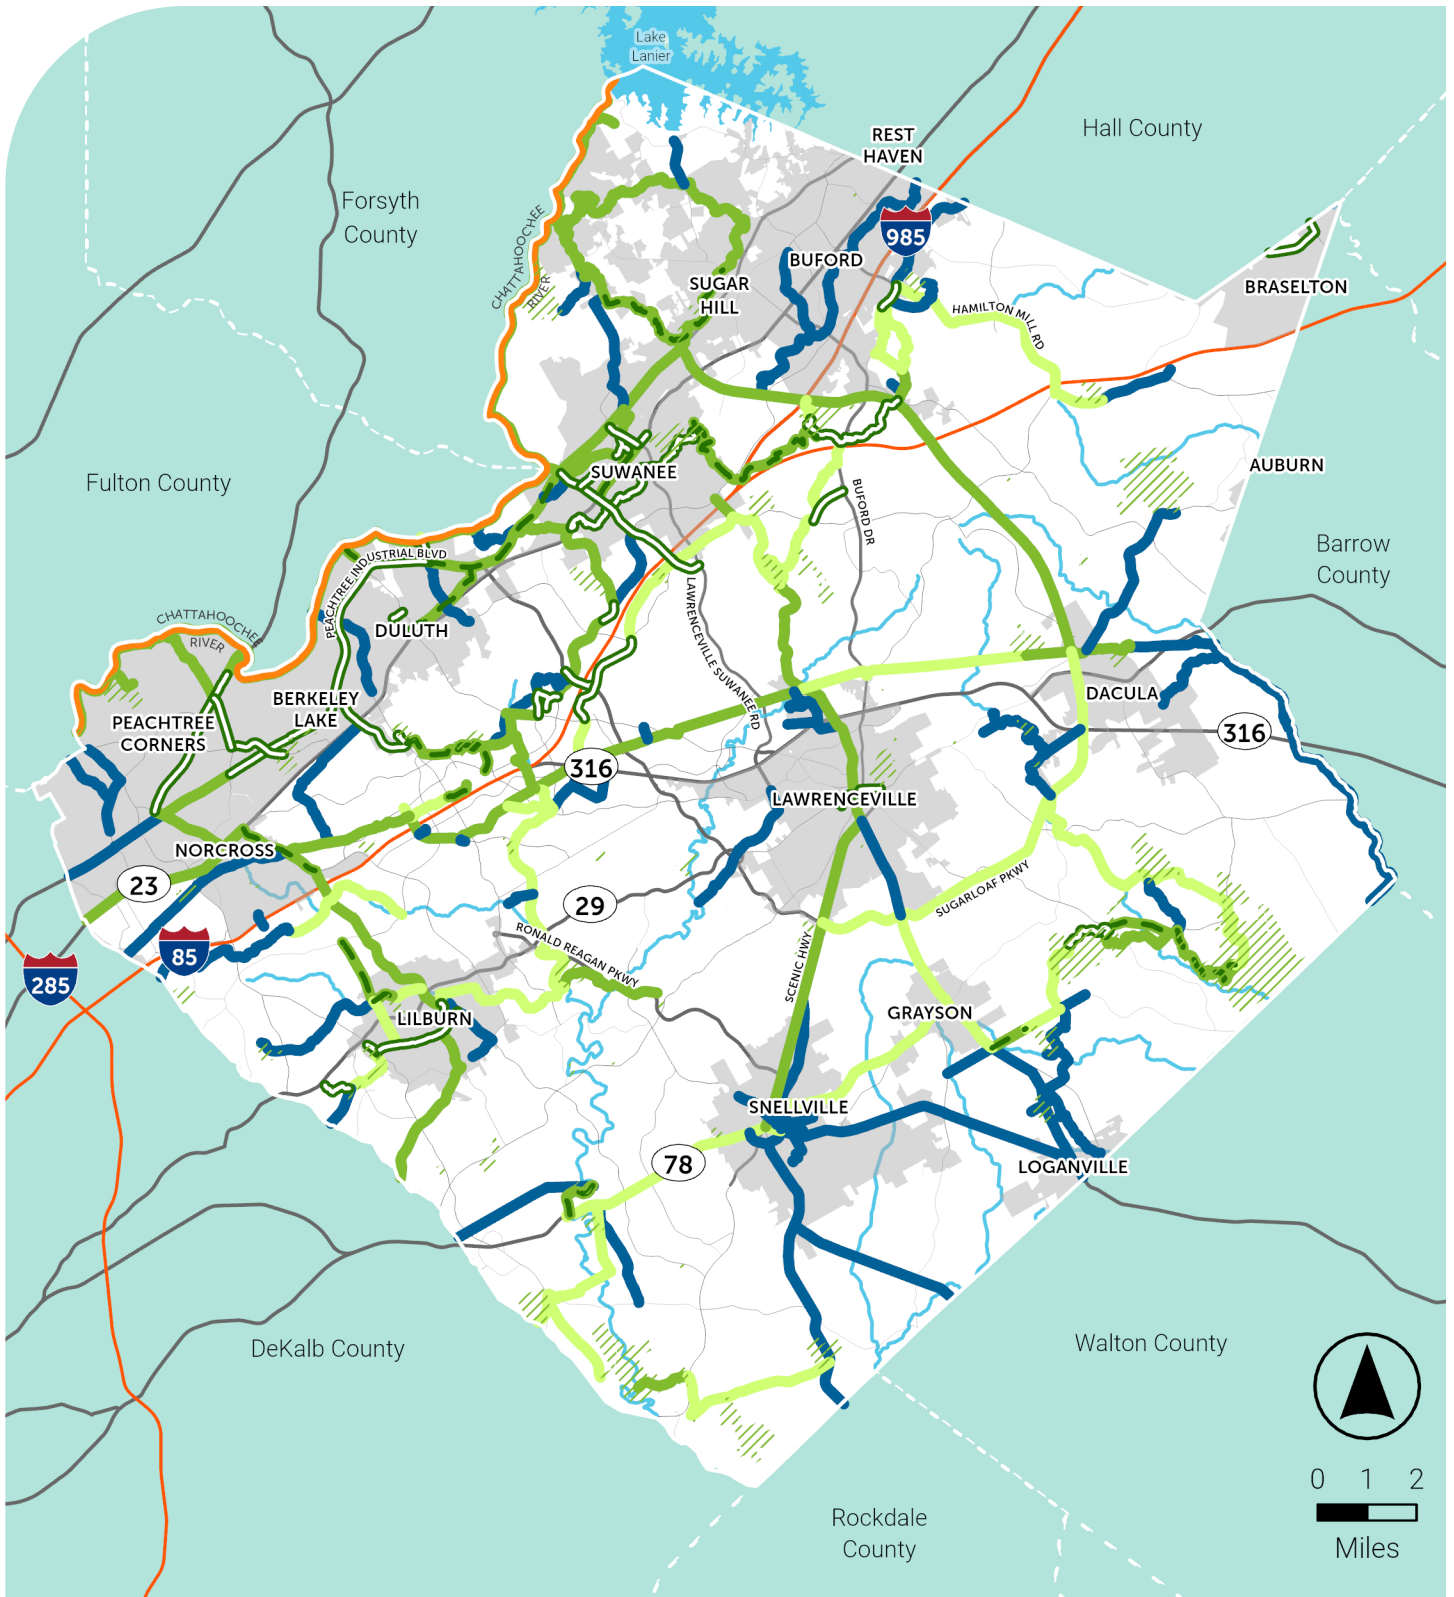 Lake
Lanier
REST
HAVEN
Hall County
Forsyth
County
CHATTAHOOCHEE
RIVER
985
BUFORD
SUGAR
HILL
BRASELTON
HAMILTON MILL RD
Fulton County
SUWANEE
AUBURN
BUFORD DR
Barrow
County
PEACHTREE INDUSTRIAL BLVD
CHATTAHOOCHEE
RIVER
DULUTH
LAWRENCEVILLE SUWANEE RD
BERKELEY
LAKE
DACULA
PEACHTREE
CORNERS
316
316
LAWRENCEVILLE
NORCROSS
23
SUGARLOAF PKWY
29
RONALD REAGAN PKWY
85
285
SCENIC HWY
LILBURN
GRAYSON
SNELLVILLE
78
LOGANVILLE
DeKalb County
Walton County
Rockdale
County
0 1 2
Miles